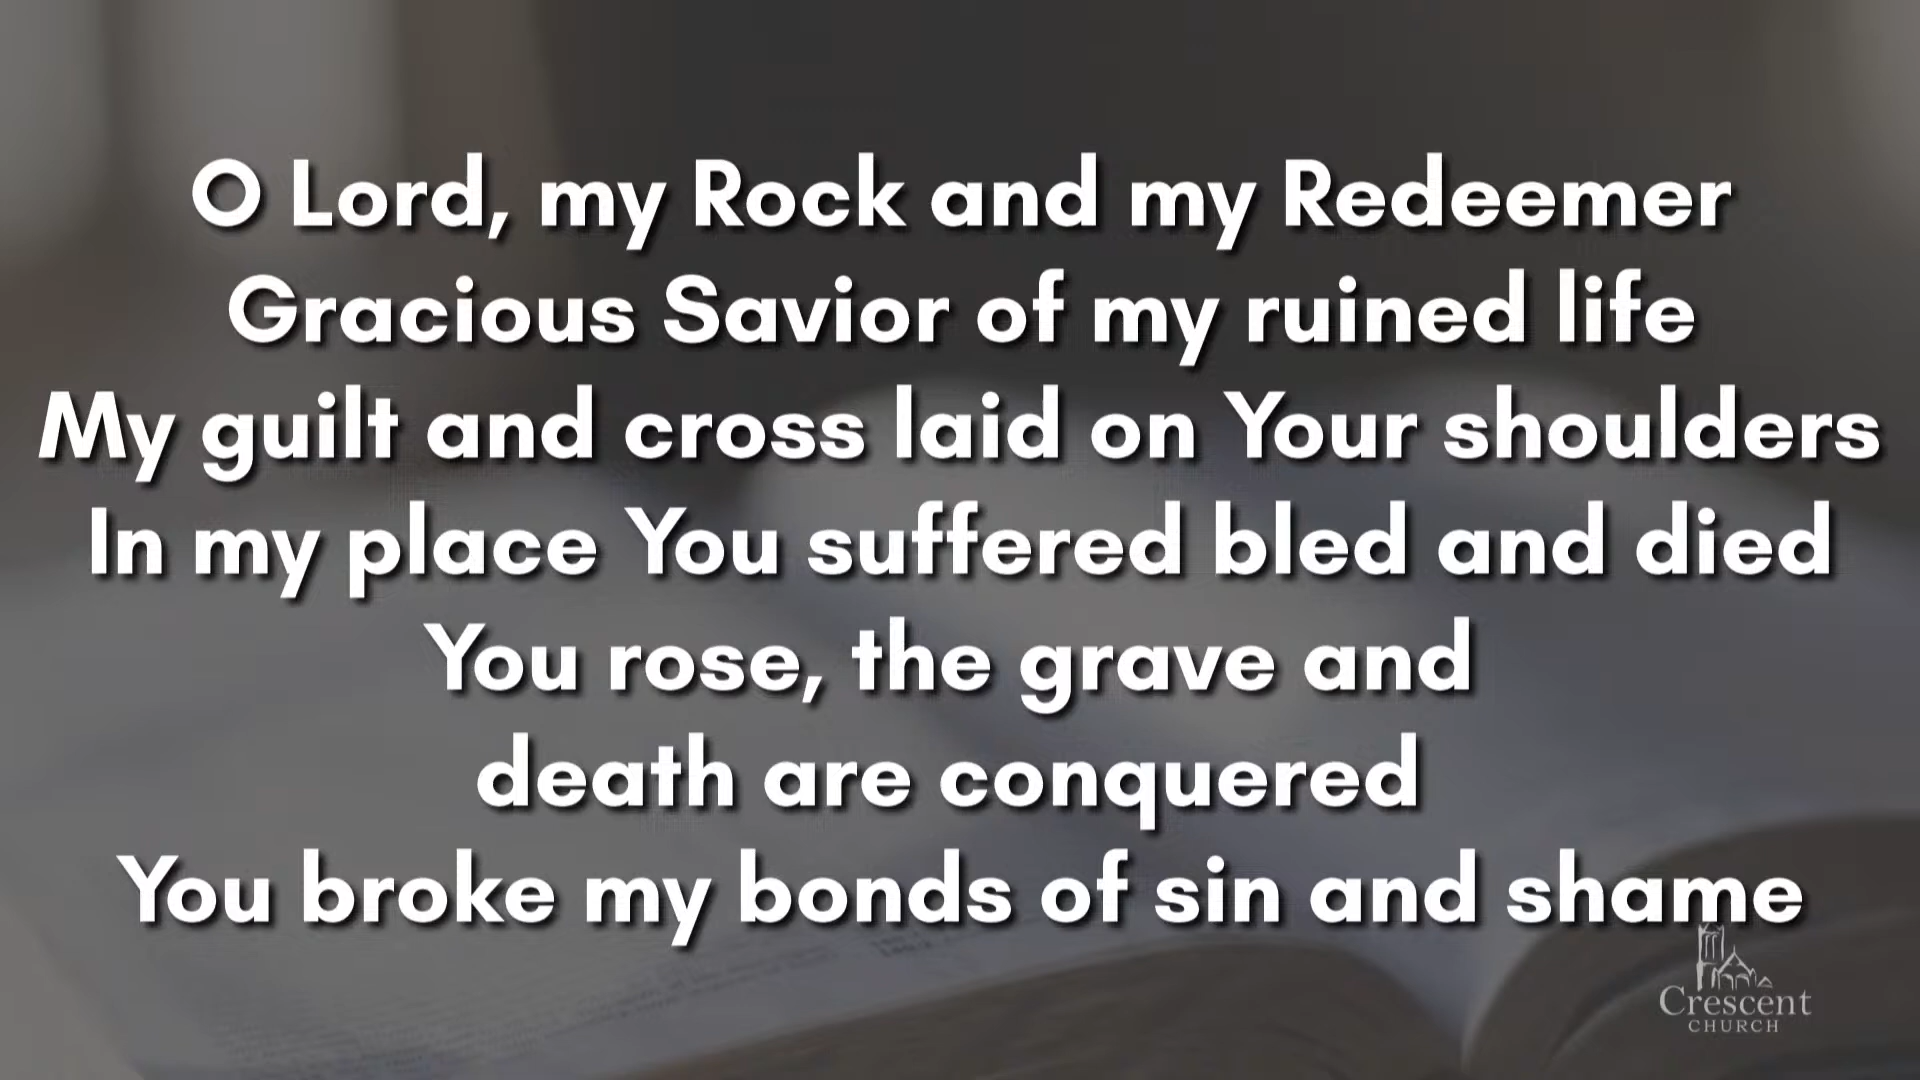 O Lord, my Rock and my Redeemer
Gracious Savior of my ruined life
My guilt and cross laid on Your shoulders
In my place You suffered bled and died
You rose, the grave and
death are conquered
You broke my bonds of sin and shame
Crescent
CHURCH